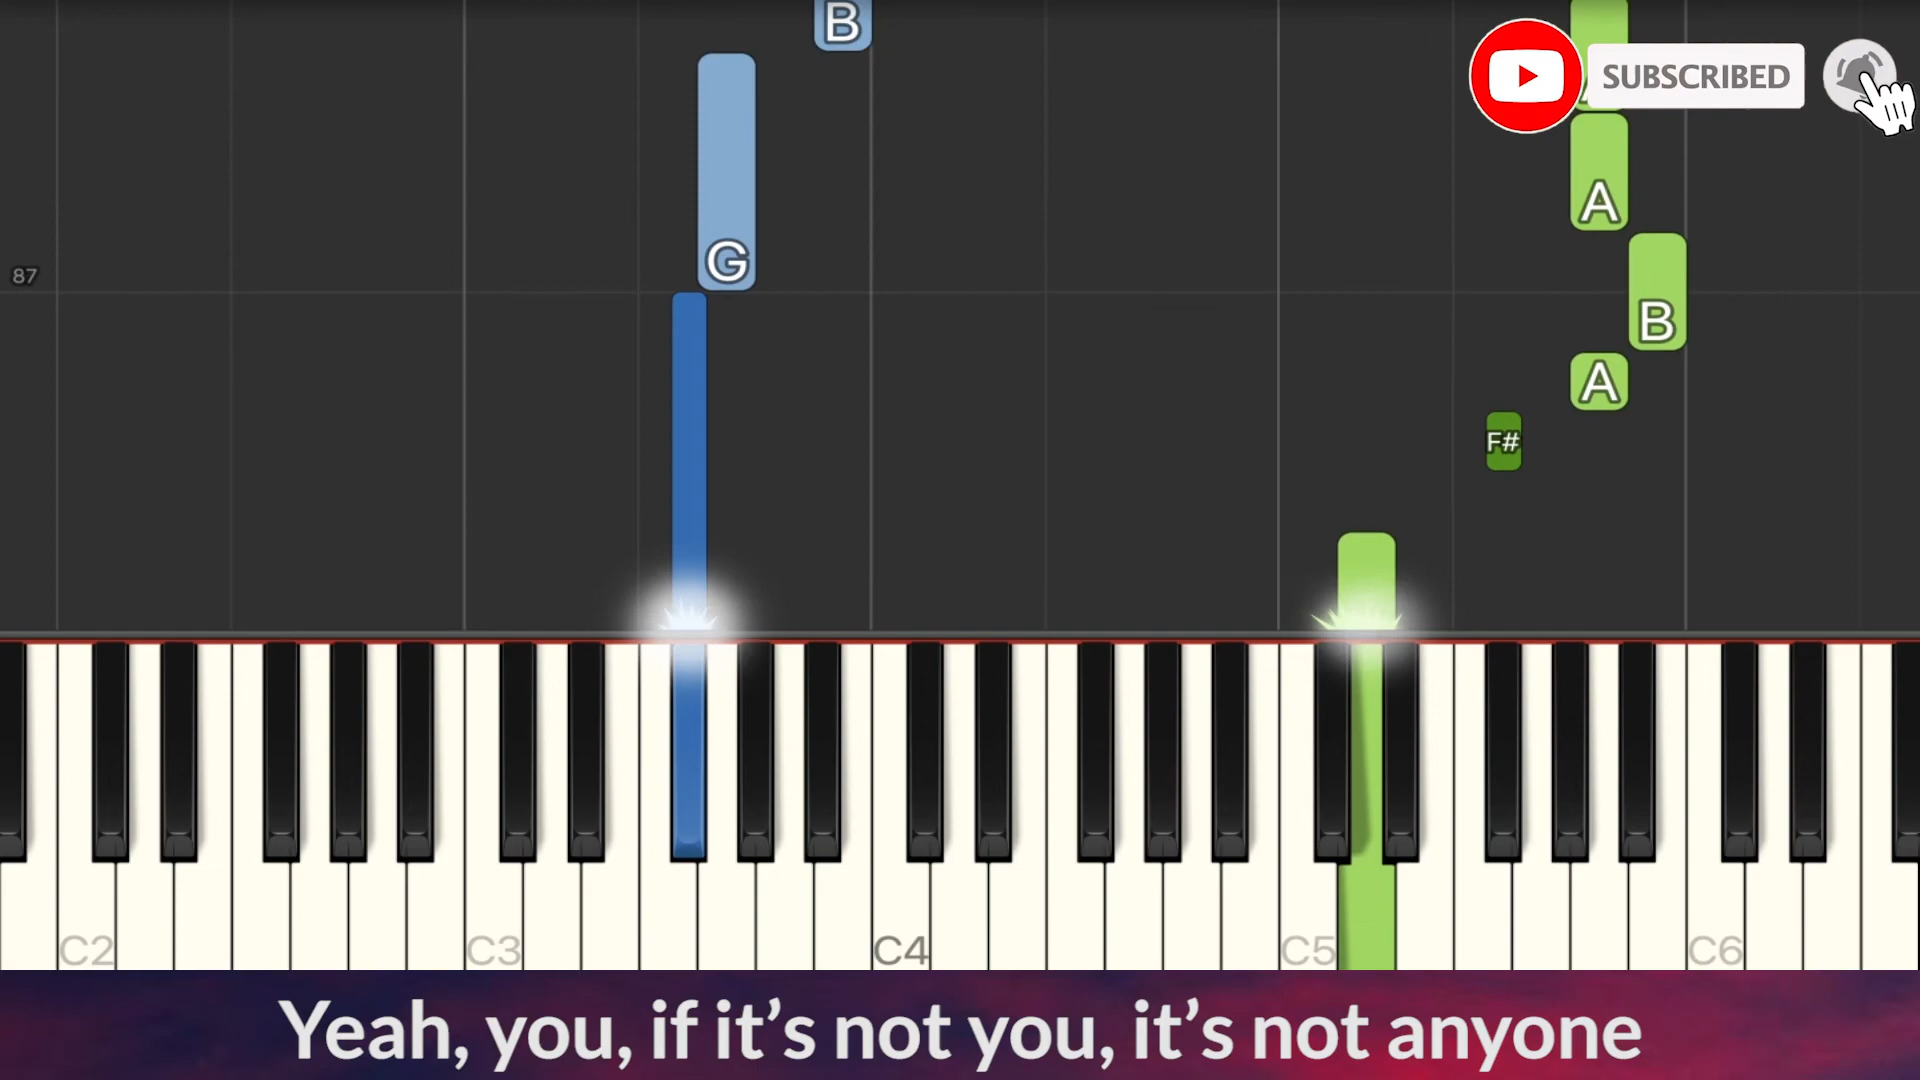 B
SUBSCRIBED
A
G
87
B
A
F#
C2
C3
C4
C5
C6
Yeah, you, if it’s not you, it’s not anyone